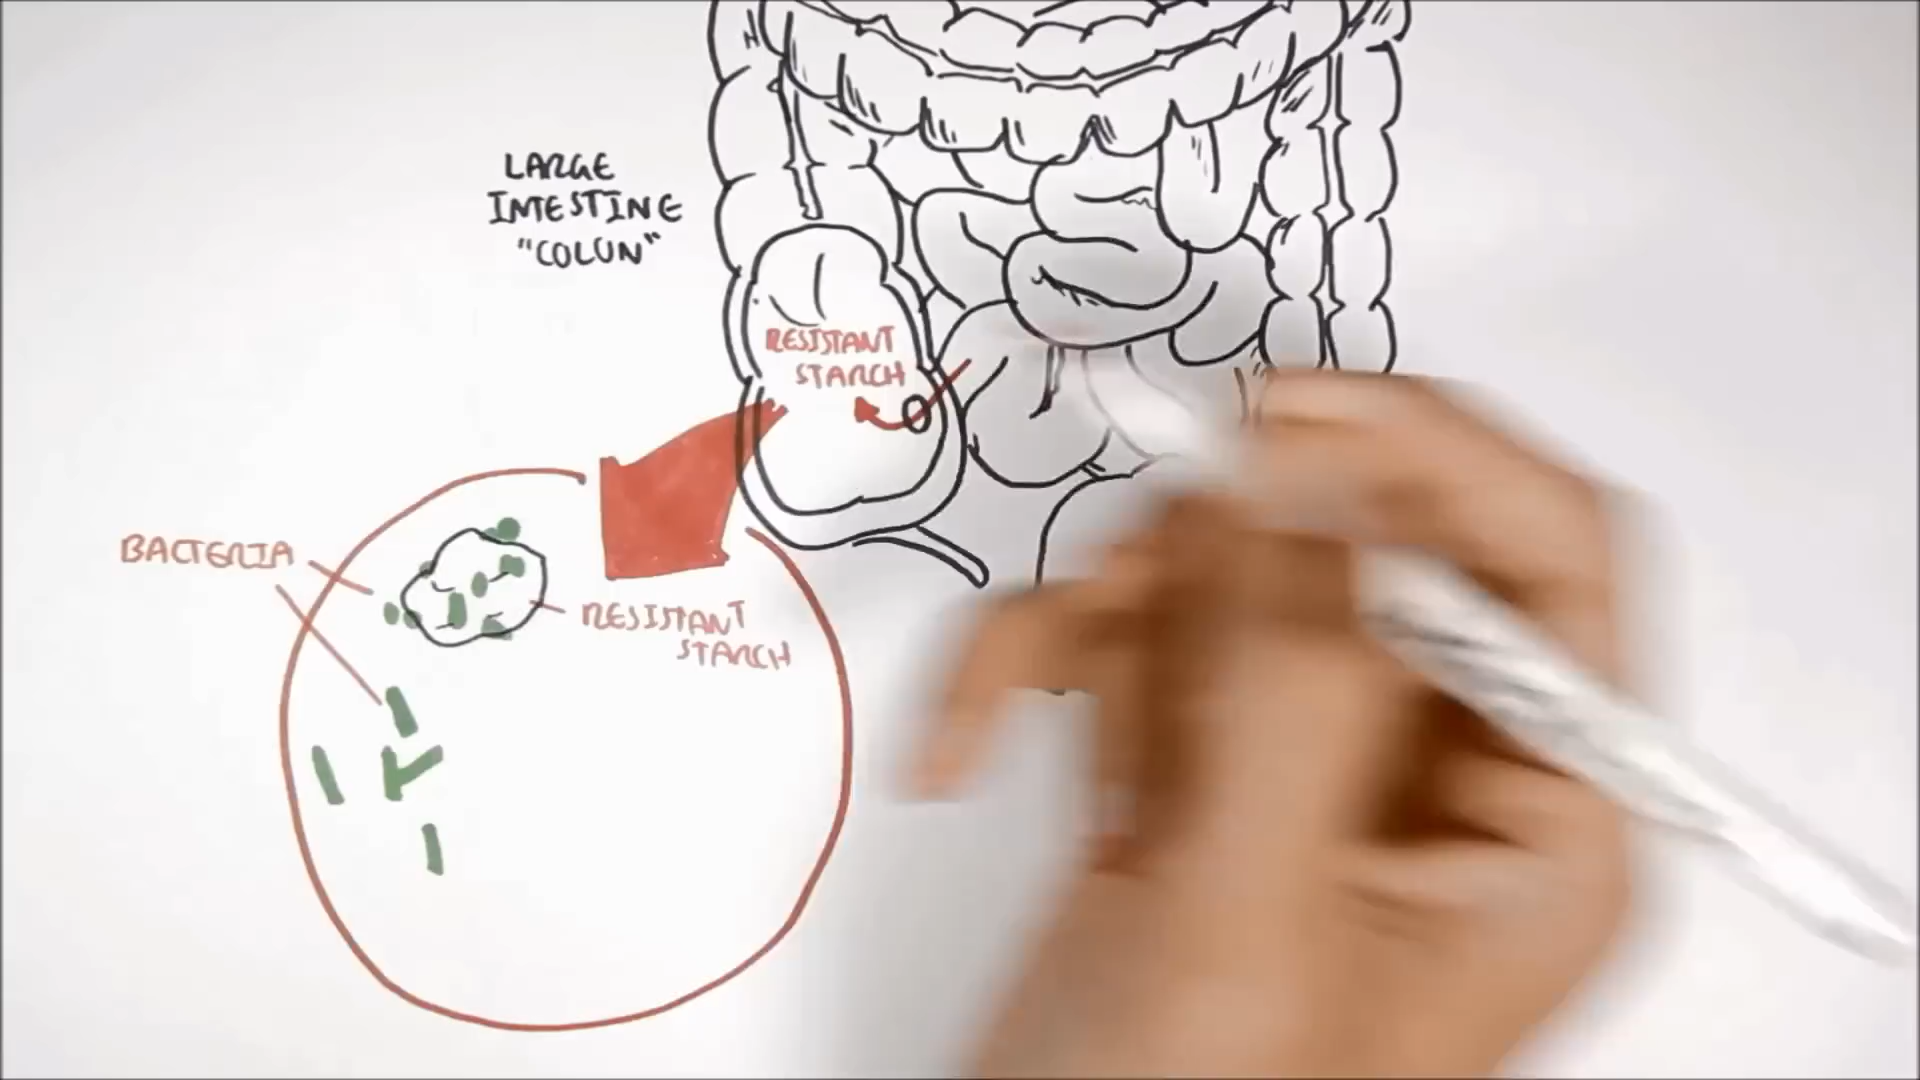 LARGE
INTESTINE
"COLON"
RESISTANT
STARCH
BACTERIA
RESISTANT
STARCH